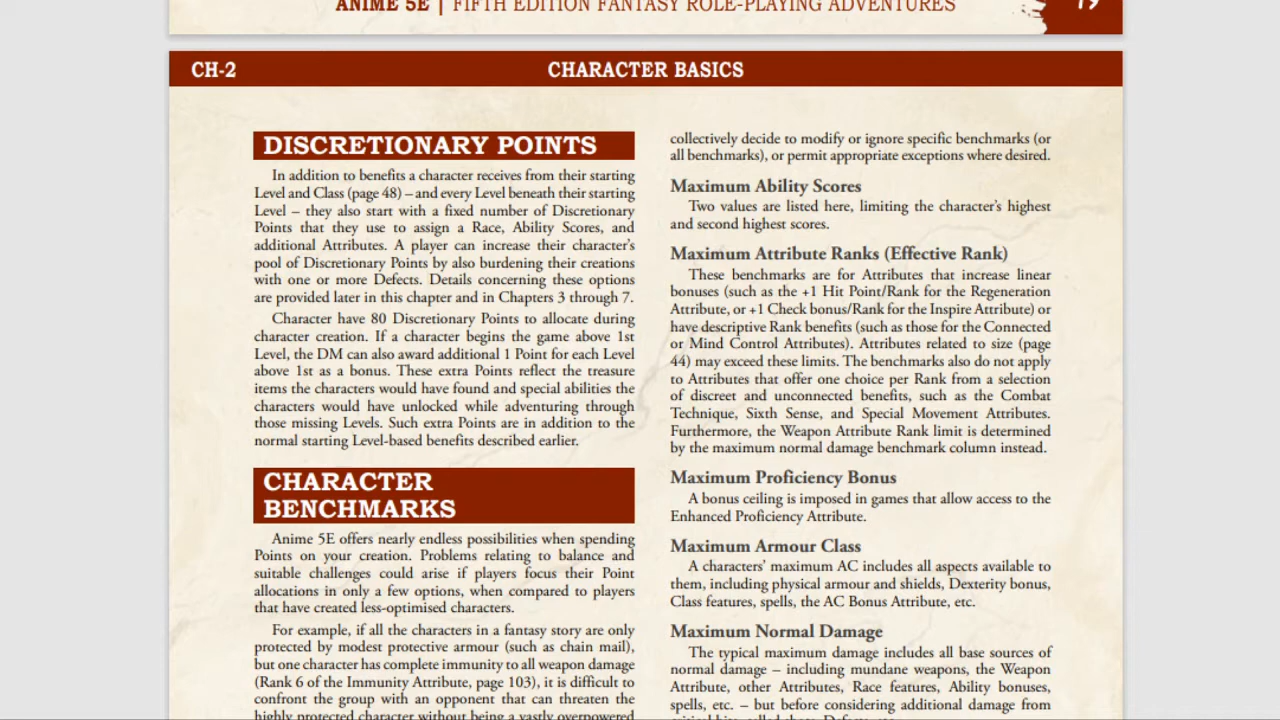 ANIME 5E | FIFTH EDITION FANTASY ROLE-PLAYING ADVENTURES
CH-2
CHARACTER BASICS
DISCRETIONARY POINTS
In addition to benefits a character receives from their starting
Level and Class (page 48) – and every Level beneath their starting
Level – they also start with a fixed number of Discretionary
Points that they use to assign a Race, Ability Scores, and
additional Attributes. A player can increase their character's
pool of Discretionary Points by also burdening their creations
with one or more Defects. Details concerning these options
are provided later in this chapter and in Chapters 3 through 7.
Character have 80 Discretionary Points to allocate during
character creation. If a character begins the game above 1st
Level, the DM can also award additional 1 Point for each Level
above 1st as a bonus. These extra Points reflect the treasure
items the characters would have found and special abilities the
characters would have unlocked while adventuring through
those missing Levels. Such extra Points are in addition to the
normal starting Level-based benefits described earlier.
CHARACTER
BENCHMARKS
Anime 5E offers nearly endless possibilities when spending
Points on your creation. Problems relating to balance and
suitable challenges could arise if players focus their Point
allocations in only a few options, when compared to players
that have created less-optimised characters.
For example, if all the characters in a fantasy story are only
protected by modest protective armour (such as chain mail),
but one character has complete immunity to all weapon damage
(Rank 6 of the Immunity Attribute, page 103), it is difficult to
confront the group with an opponent that can threaten the
highly protected character without being a vastly overpowered
collectively decide to modify or ignore specific benchmarks (or
all benchmarks), or permit appropriate exceptions where desired.
Maximum Ability Scores
Two values are listed here, limiting the character's highest
and second highest scores.
Maximum Attribute Ranks (Effective Rank)
These benchmarks are for Attributes that increase linear
bonuses (such as the +1 Hit Point/Rank for the Regeneration
Attribute, or +1 Check bonus/Rank for the Inspire Attribute) or
have descriptive Rank benefits (such as those for the Connected
or Mind Control Attributes). Attributes related to size (page
44) may exceed these limits. The benchmarks also do not apply
to Attributes that offer one choice per Rank from a selection
of discreet and unconnected benefits, such as the Combat
Technique, Sixth Sense, and Special Movement Attributes.
Furthermore, the Weapon Attribute Rank limit is determined
by the maximum normal damage benchmark column instead.
Maximum Proficiency Bonus
A bonus ceiling is imposed in games that allow access to the
Enhanced Proficiency Attribute.
Maximum Armour Class
A characters' maximum AC includes all aspects available to
them, including physical armour and shields, Dexterity bonus,
Class features, spells, the AC Bonus Attribute, etc.
Maximum Normal Damage
The typical maximum damage includes all base sources of
normal damage – including mundane weapons, the Weapon
Attribute, other Attributes, Race features, Ability bonuses,
spells, etc. – but before considering additional damage from